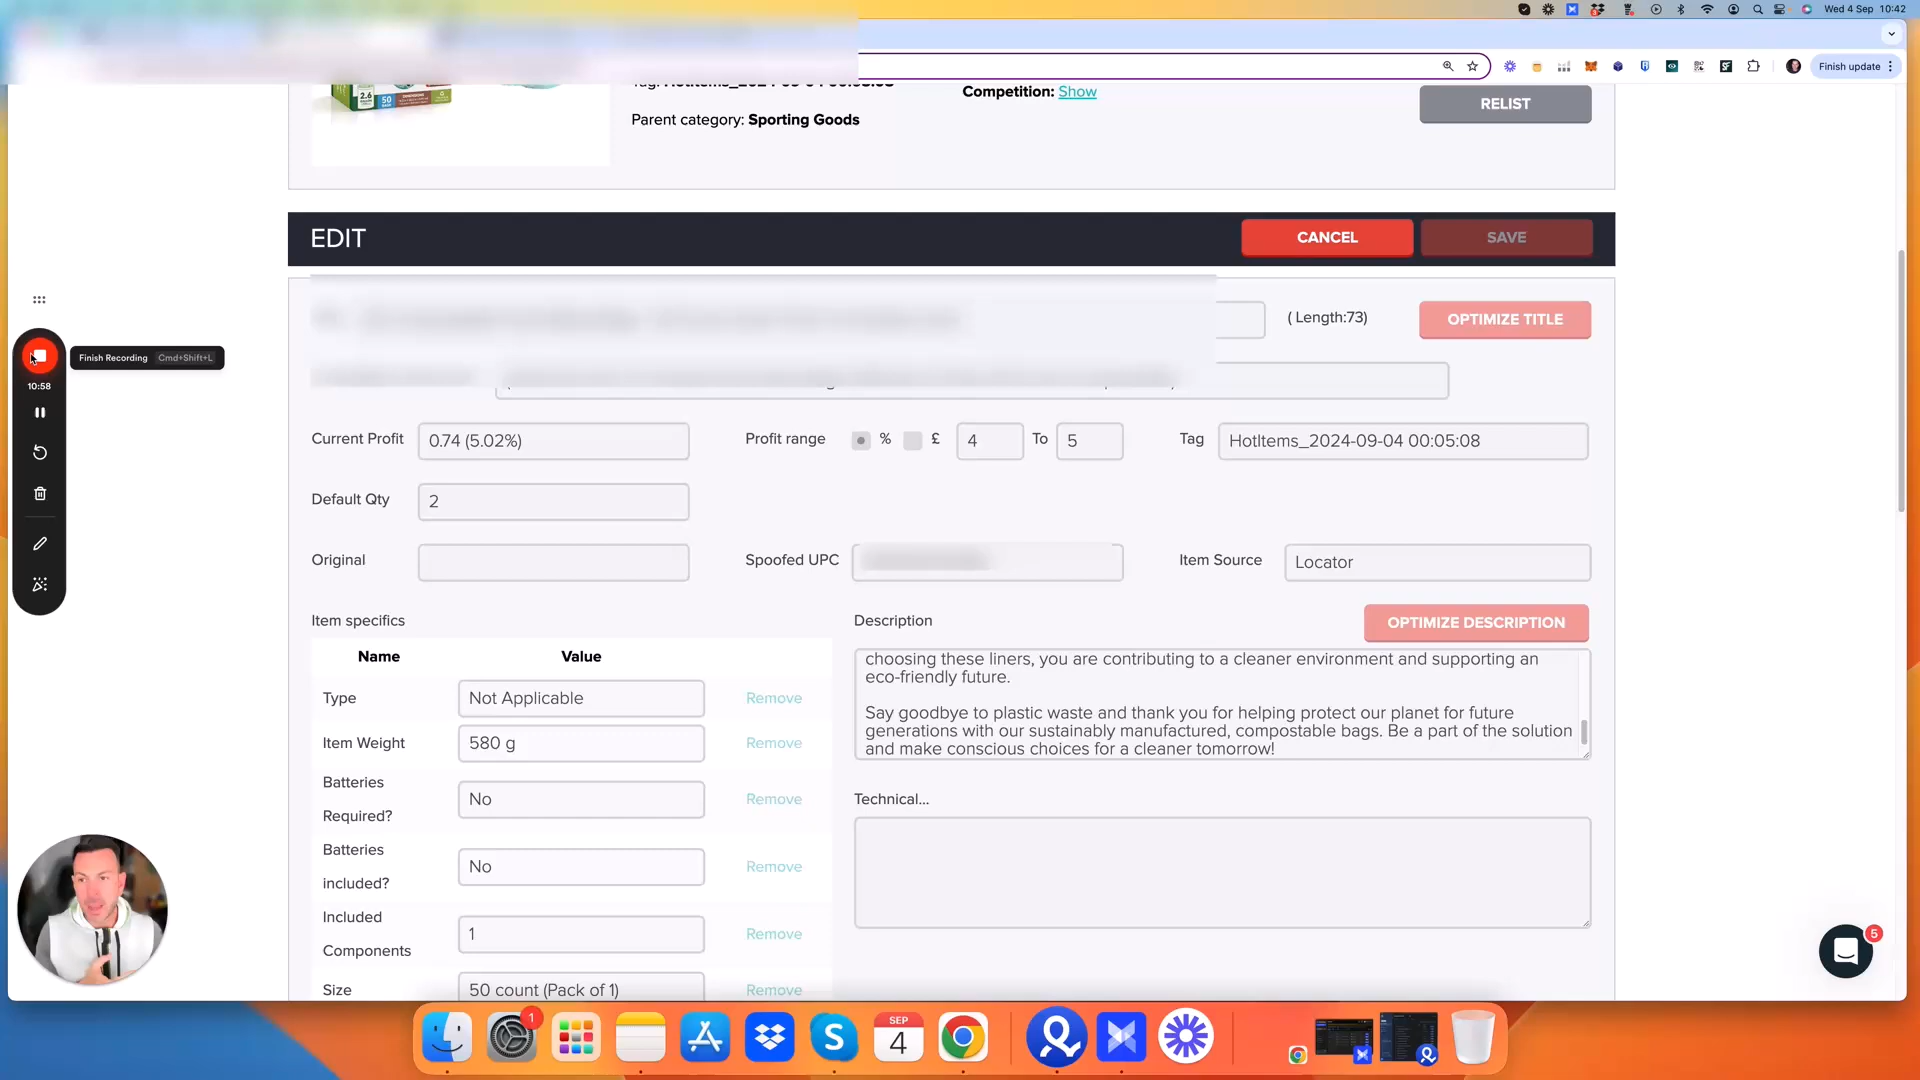 Wed 4 Sep 10:42
Finish update
2.6
50
Competition: Show
RELIST
Parent category: Sporting Goods
EDIT
CANCEL
SAVE
( Length:73)
OPTIMIZE TITLE
Finish Recording Cmd+Shift+L
10:58
Current Profit
0.74 (5.02%)
Profit range
%
£
4
To
5
Tag
HotItems_2024-09-04 00:05:08
Default Qty
2
Original
Spoofed UPC
Item Source
Locator
Item specifics
Description
OPTIMIZE DESCRIPTION
Name
Value
choosing these liners, you are contributing to a cleaner environment and supporting an
eco-friendly future.
Say goodbye to plastic waste and thank you for helping protect our planet for future
generations with our sustainably manufactured, compostable bags. Be a part of the solution
and make conscious choices for a cleaner tomorrow!
Type
Not Applicable
Remove
Item Weight
580 g
Remove
Batteries
Required?
No
Remove
Technical...
Batteries
included?
No
Remove
Included
Components
1
Remove
Size
50 count (Pack of 1)
Remove
5
1
SEP
4